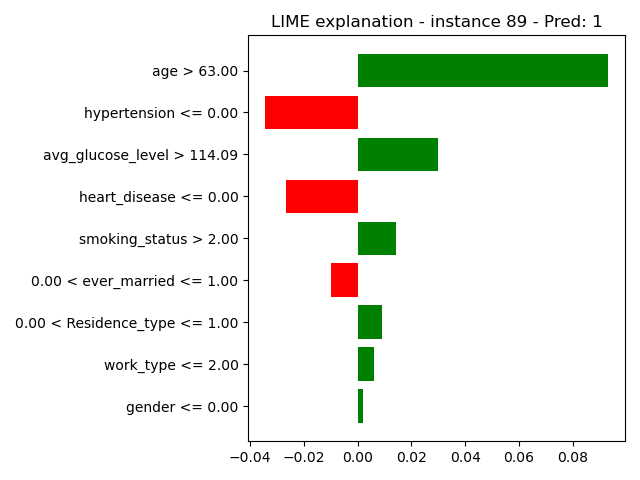 LIME explanation - instance 89 - Pred: 1
age > 63.00
hypertension <= 0.00
avg_glucose_level > 114.09
heart_disease <= 0.00
smoking_status > 2.00
0.00 < ever_married <= 1.00
0.00 < Residence_type <= 1.00
work_type <= 2.00
gender <= 0.00
−0.04 −0.02 0.00 0.02 0.04 0.06 0.08